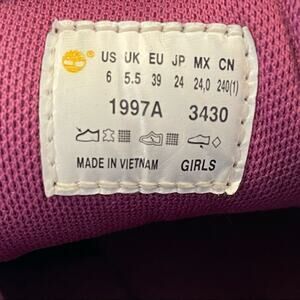 US UK EU JP MX CN
6 5.5 39 24 24,0 240(1)
1997A 3430
MADE IN VIETNAM GIRLS